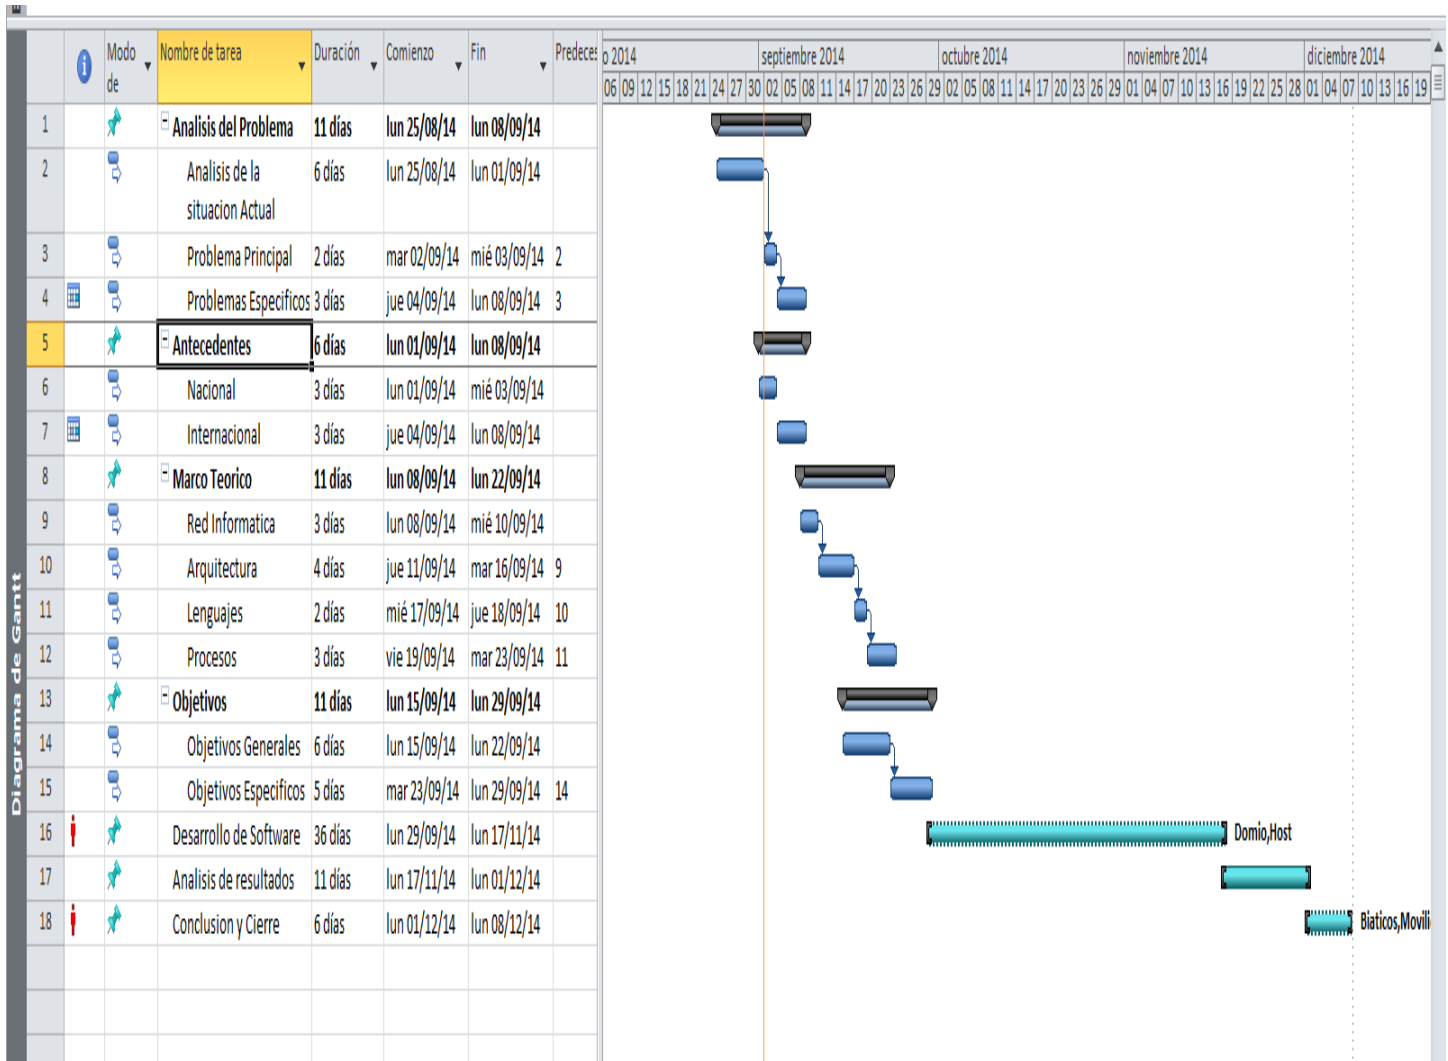 Modo de Nombre de tarea Duración Comienzo Fin Predeces
o 2014 septiembre 2014 octubre 2014 noviembre 2014 diciembre 2014
06 09 12 15 18 21 24 27 30 02 05 08 11 14 17 20 23 26 29 02 05 08 11 14 17 20 23 26 29 01 04 07 10 13 16 19 22 25 28 01 04 07 10 13 16 19
1 Analisis del Problema 11 días lun 25/08/14 lun 08/09/14
2 Analisis de la 6 días lun 25/08/14 lun 01/09/14
situacion Actual
3 Problema Principal 2 días mar 02/09/14 mié 03/09/14 2
4 Problemas Especificos 3 días jue 04/09/14 lun 08/09/14 3
5 Antecedentes 6 días lun 01/09/14 lun 08/09/14
6 Nacional 3 días lun 01/09/14 mié 03/09/14
7 Internacional 3 días jue 04/09/14 lun 08/09/14
8 Marco Teorico 11 días lun 08/09/14 lun 22/09/14
9 Red Informatica 3 días lun 08/09/14 mié 10/09/14
10 Arquitectura 4 días jue 11/09/14 mar 16/09/14 9
11 Lenguajes 2 días mié 17/09/14 jue 18/09/14 10
12 Procesos 3 días vie 19/09/14 mar 23/09/14 11
13 Objetivos 11 días lun 15/09/14 lun 29/09/14
14 Objetivos Generales 6 días lun 15/09/14 lun 22/09/14
15 Objetivos Especificos 5 días mar 23/09/14 lun 29/09/14 14
16 Desarrollo de Software 36 días lun 29/09/14 lun 17/11/14 Domio,Host
17 Analisis de resultados 11 días lun 17/11/14 lun 01/12/14
18 Conclusion y Cierre 6 días lun 01/12/14 lun 08/12/14 Biaticos,Movili
Diagrama de Gantt